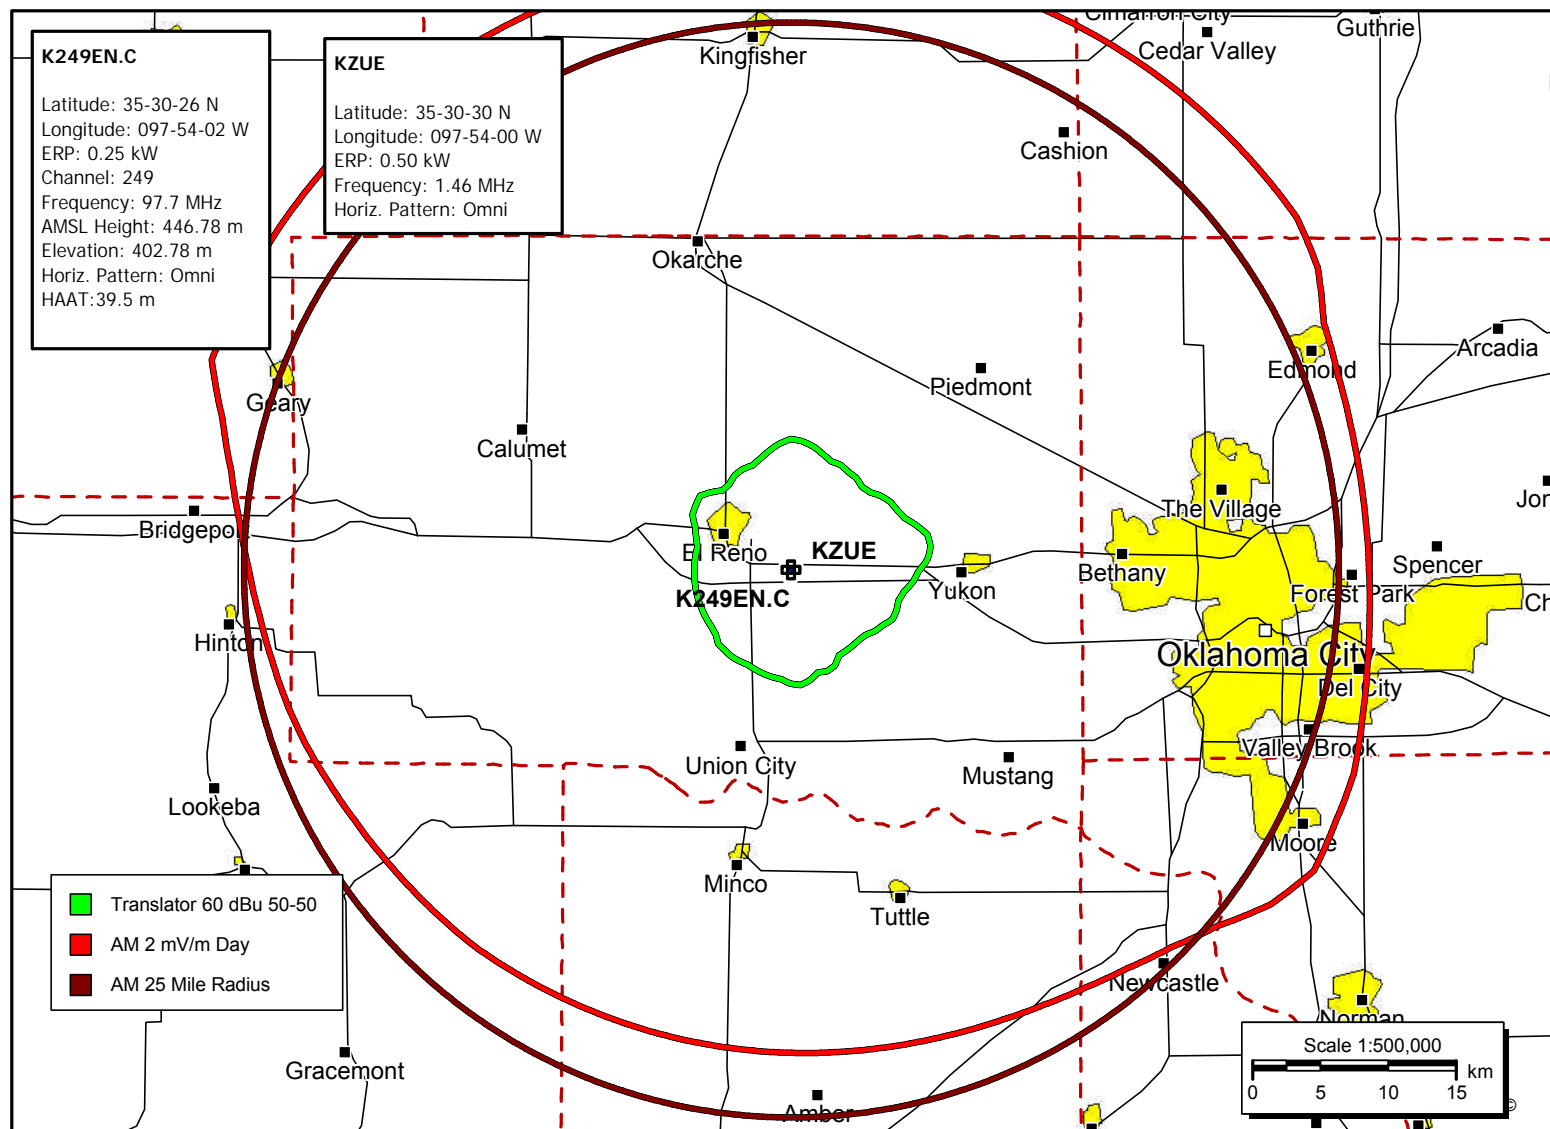 K249EN.C
Latitude: 35-30-26 N
Longitude: 097-54-02 W
ERP: 0.25 kW
Channel: 249
Frequency: 97.7 MHz
AMSL Height: 446.78 m
Elevation: 402.78 m
Horiz. Pattern: Omni
HAAT:39.5 m
KZUE
Latitude: 35-30-30 N
Longitude: 097-54-00 W
ERP: 0.50 kW
Frequency: 1.46 MHz
Horiz. Pattern: Omni
Cimarron City
Guthrie
Cedar Valley
Kingfisher
Cashion
Okarche
Arcadia
Edmond
Piedmont
Geary
Calumet
The Village
Jon
Bridgeport
El Reno
KZUE
Bethany
Spencer
Yukon
Forest Park
K249EN.C
Ch
Hinton
Oklahoma City
Del City
Valley Brook
Union City
Mustang
Lookeba
Moore
Minco
Tuttle
Translator 60 dBu 50-50
AM 2 mV/m Day
AM 25 Mile Radius
Newcastle
Norman
Gracemont
Amber
Scale 1:500,000
km
0 5 10 15
©